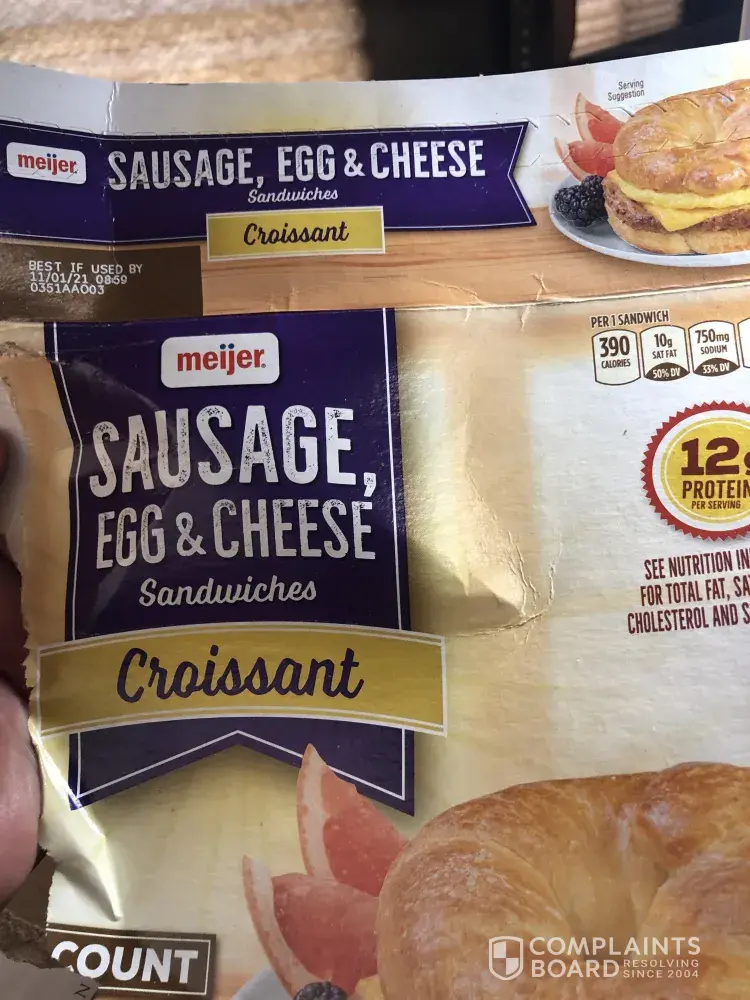 Serving
Suggestion
meijer
SAUSAGE, EGG & CHEESE
Sandwiches
Croissant
BEST IF USED BY
11/01/21 0859
0351AA003
PER 1 SANDWICH
390
CALORIES
10g
SAT FAT
50% DV
750mg
SODIUM
33% DV
meijer
SAUSAGE,
EGG & CHEESE
Sandwiches
Croissant
12g
PROTEIN
PER SERVING
SEE NUTRITION IN
FOR TOTAL FAT, SA
CHOLESTEROL AND S
COUNT
COMPLAINTS
BOARD RESOLVING
SINCE 2004